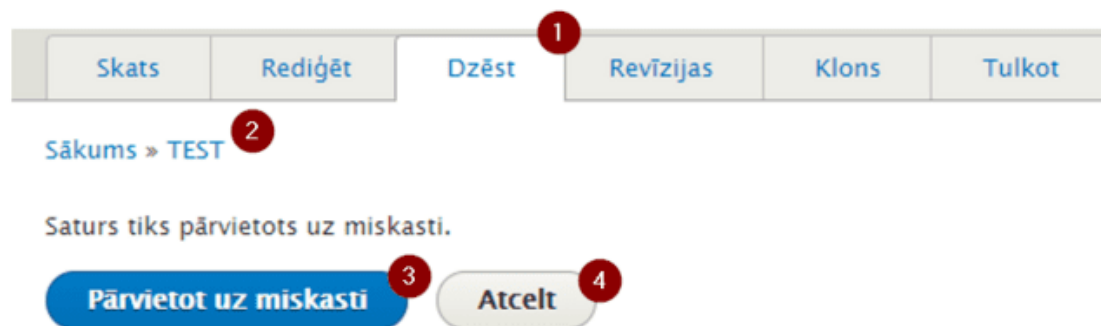 1
Skats Rediģēt Dzēst Revīzijas Klons Tulkot
Sākums » TEST 2
Saturs tiks pārvietots uz miskasti.
Pārvietot uz miskasti 3 Atcelt 4